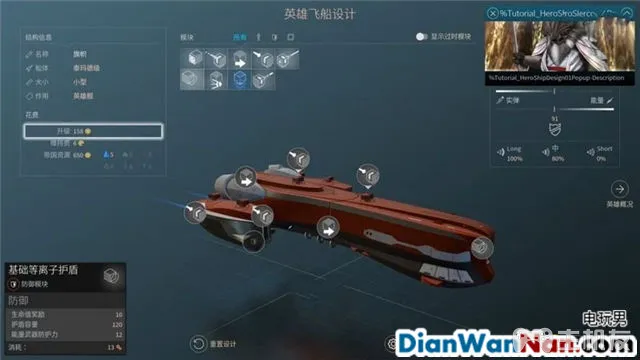 英雄飞船设计
结构信息
名称 旗帜
船体 泰玛德级
大小 小型
作用 英雄舰
花费
升级 158
维持费 6
帝国资源 650 5
模块 所有
显示过时模块
%Tutorial_HeroShipDesign01Popup-Description
实弹 能量
91
Long 中 Short
100% 80% 0%
英雄概况
基础等离子护盾
防御模块
防御
生命值奖励 10
护盾容量 120
能量武器防护力 12
消耗: 13
重置设计
电玩男
DianWanNan.com